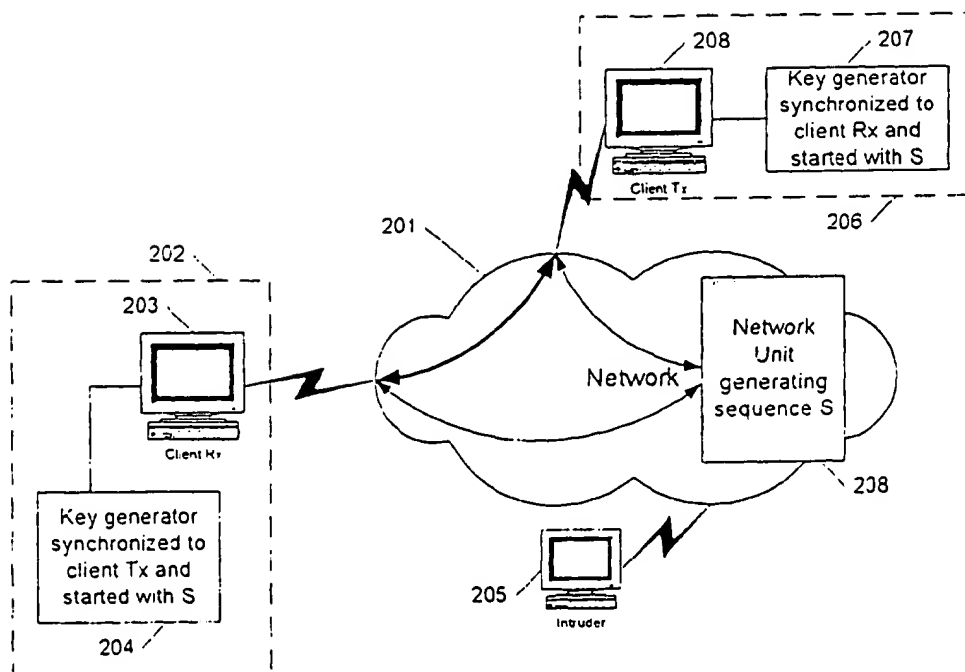 208
207
Key generator
synchronized to
client Rx and
started with S
Client Tx
206
201
202
203
Client Rx
Network
Network
Unit
generating
sequence S
208
Key generator
synchronized to
client Tx and
started with S
204
205
Intruder